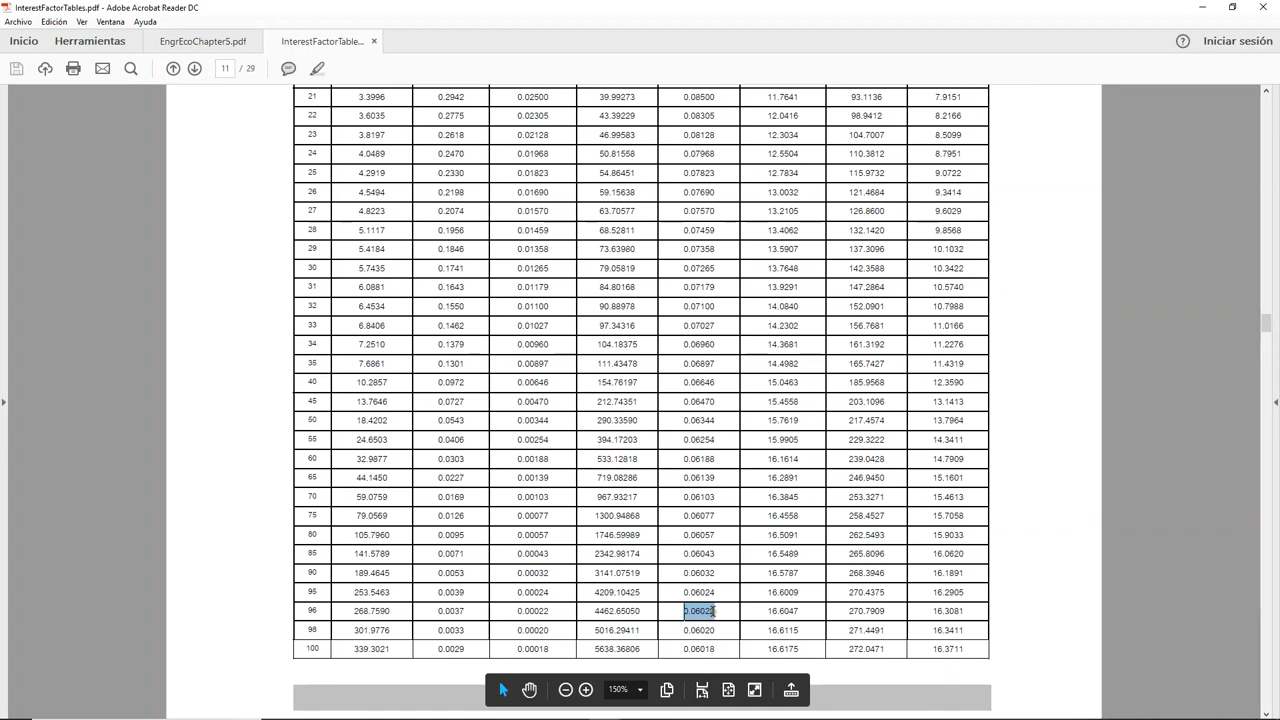 InterestFactorTables.pdf - Adobe Acrobat Reader DC
Archivo Edición Ver Ventana Ayuda
Inicio Herramientas EngrEcoChapter5.pdf InterestFactorTable... × Iniciar sesión
11 / 29
21 3.3996 0.2942 0.02500 39.99273 0.08500 11.7641 93.1136 7.9151
22 3.6035 0.2775 0.02305 43.39229 0.08305 12.0416 98.9412 8.2166
23 3.8197 0.2618 0.02128 46.99583 0.08128 12.3034 104.7007 8.5099
24 4.0489 0.2470 0.01968 50.81558 0.07968 12.5504 110.3812 8.7951
25 4.2919 0.2330 0.01823 54.86451 0.07823 12.7834 115.9732 9.0722
26 4.5494 0.2198 0.01690 59.15638 0.07690 13.0032 121.4684 9.3414
27 4.8223 0.2074 0.01570 63.70577 0.07570 13.2105 126.8600 9.6029
28 5.1117 0.1956 0.01459 68.52811 0.07459 13.4062 132.1420 9.8568
29 5.4184 0.1846 0.01358 73.63980 0.07358 13.5907 137.3096 10.1032
30 5.7435 0.1741 0.01265 79.05819 0.07265 13.7648 142.3588 10.3422
31 6.0881 0.1643 0.01179 84.80168 0.07179 13.9291 147.2864 10.5740
32 6.4534 0.1550 0.01100 90.88978 0.07100 14.0840 152.0901 10.7988
33 6.8406 0.1462 0.01027 97.34316 0.07027 14.2302 156.7681 11.0166
34 7.2510 0.1379 0.00960 104.18375 0.06960 14.3681 161.3192 11.2276
35 7.6861 0.1301 0.00897 111.43478 0.06897 14.4982 165.7427 11.4319
40 10.2857 0.0972 0.00646 154.76197 0.06646 15.0463 185.9568 12.3590
45 13.7646 0.0727 0.00470 212.74351 0.06470 15.4558 203.1096 13.1413
50 18.4202 0.0543 0.00344 290.33590 0.06344 15.7619 217.4574 13.7964
55 24.6503 0.0406 0.00254 394.17203 0.06254 15.9905 229.3222 14.3411
60 32.9877 0.0303 0.00188 533.12818 0.06188 16.1614 239.0428 14.7909
65 44.1450 0.0227 0.00139 719.08286 0.06139 16.2891 246.9450 15.1601
70 59.0759 0.0169 0.00103 967.93217 0.06103 16.3845 253.3271 15.4613
75 79.0569 0.0126 0.00077 1300.94868 0.06077 16.4558 258.4527 15.7058
80 105.7960 0.0095 0.00057 1746.59989 0.06057 16.5091 262.5493 15.9033
85 141.5789 0.0071 0.00043 2342.98174 0.06043 16.5489 265.8096 16.0620
90 189.4645 0.0053 0.00032 3141.07519 0.06032 16.5787 268.3946 16.1891
95 253.5463 0.0039 0.00024 4209.10425 0.06024 16.6009 270.4375 16.2905
96 268.7590 0.0037 0.00022 4462.65050 16.6047 270.7909 16.3081
98 301.9776 0.0033 0.00020 5016.29411 0.06020 16.6115 271.4491 16.3411
100 339.3021 0.0029 0.00018 5638.36806 0.06018 16.6175 272.0471 16.3711
150%